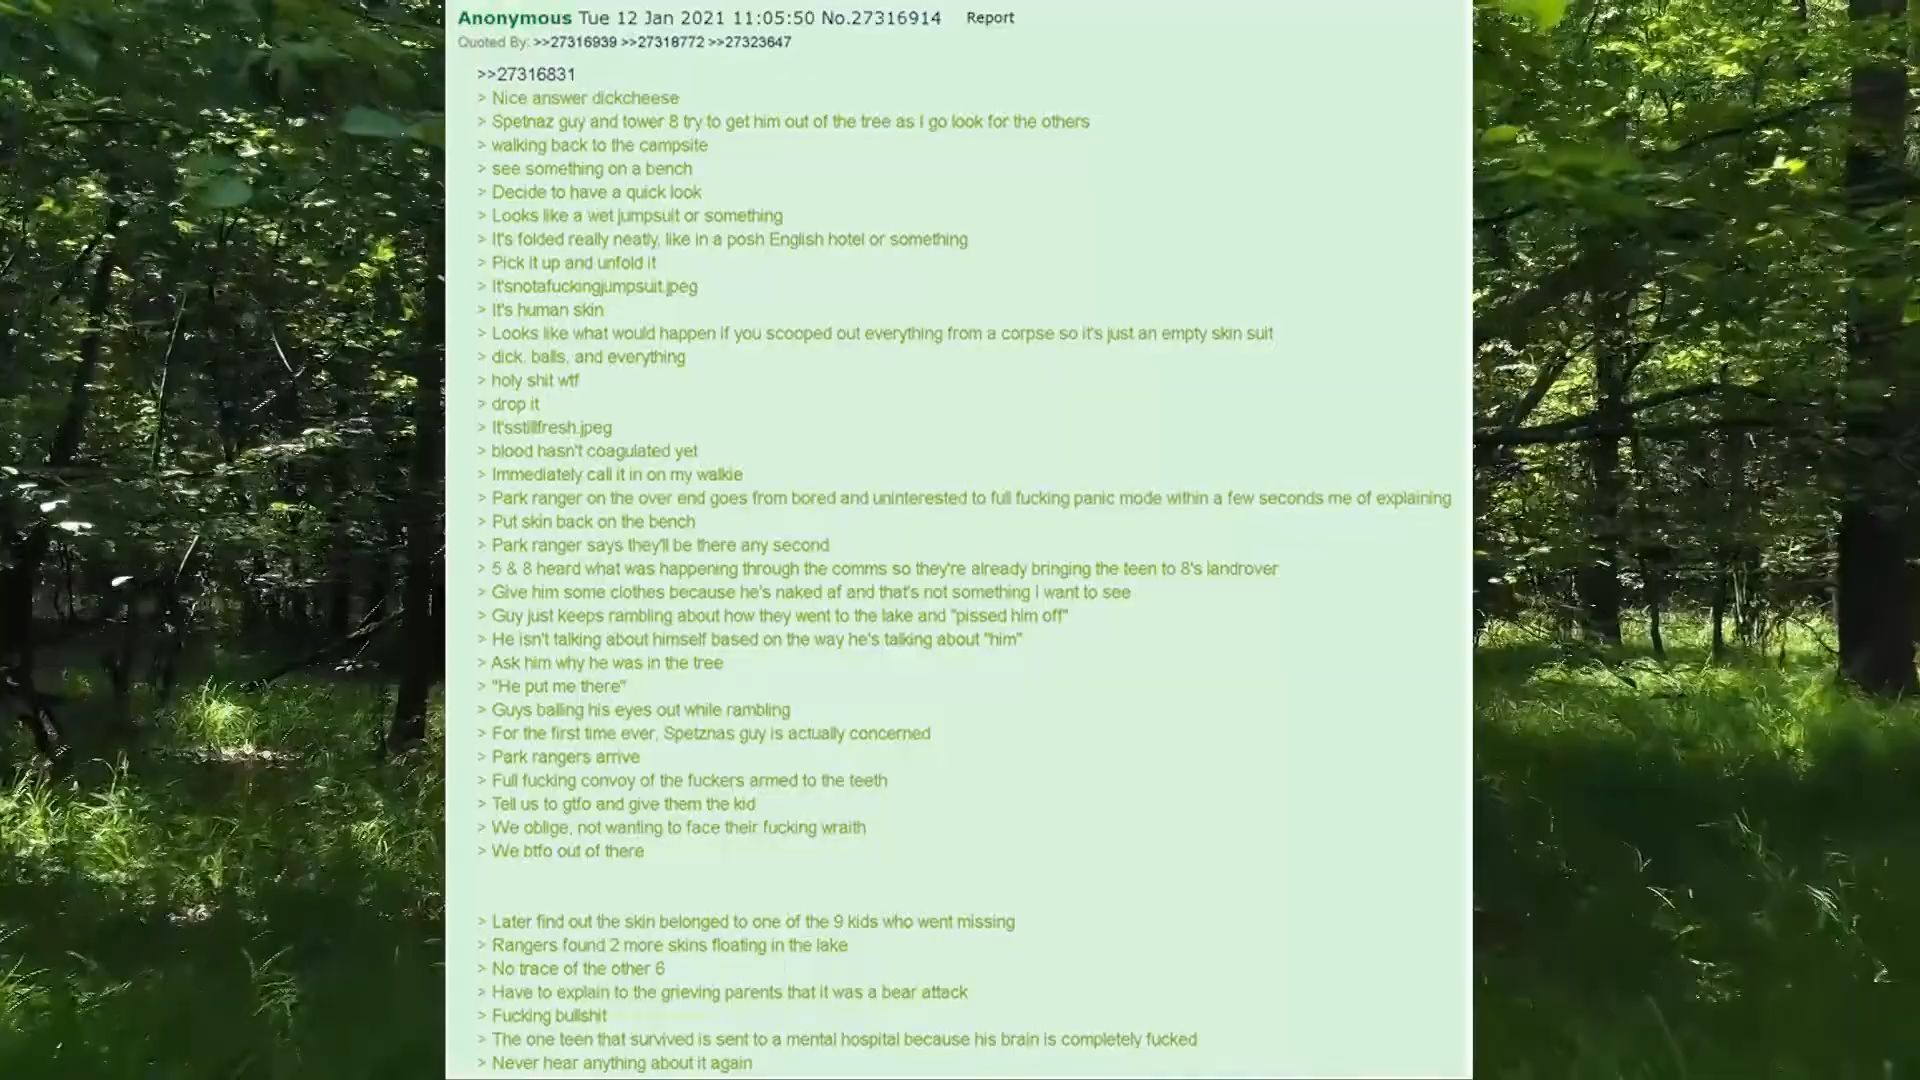 Anonymous Tue 12 Jan 2021 11:05:50 No.27316914 Report
Quoted By: >>27316939 >>27318772 >>27323647
>>27316831
> Nice answer dickcheese
> Spetnaz guy and tower 8 try to get him out of the tree as I go look for the others
> walking back to the campsite
> see something on a bench
> Decide to have a quick look
> Looks like a wet jumpsuit or something
> It's folded really neatly, like in a posh English hotel or something
> Pick it up and unfold it
> It'snotafuckingjumpsuit.jpeg
> It's human skin
> Looks like what would happen if you scooped out everything from a corpse so it's just an empty skin suit
> dick, balls, and everything
> holy shit wtf
> drop it
> It'sstillfresh.jpeg
> blood hasn't coagulated yet
> Immediately call it in on my walkie
> Park ranger on the over end goes from bored and uninterested to full fucking panic mode within a few seconds me of explaining
> Put skin back on the bench
> Park ranger says they'll be there any second
> 5 & 8 heard what was happening through the comms so they're already bringing the teen to 8's landrover
> Give him some clothes because he's naked af and that's not something I want to see
> Guy just keeps rambling about how they went to the lake and "pissed him off"
> He isn't talking about himself based on the way he's talking about "him"
> Ask him why he was in the tree
> "He put me there"
> Guys balling his eyes out while rambling
> For the first time ever, Spetznas guy is actually concerned
> Park rangers arrive
> Full fucking convoy of the fuckers armed to the teeth
> Tell us to gtfo and give them the kid
> We oblige, not wanting to face their fucking wraith
> We btfo out of there
> Later find out the skin belonged to one of the 9 kids who went missing
> Rangers found 2 more skins floating in the lake
> No trace of the other 6
> Have to explain to the grieving parents that it was a bear attack
> Fucking bullshit
> The one teen that survived is sent to a mental hospital because his brain is completely fucked
> Never hear anything about it again